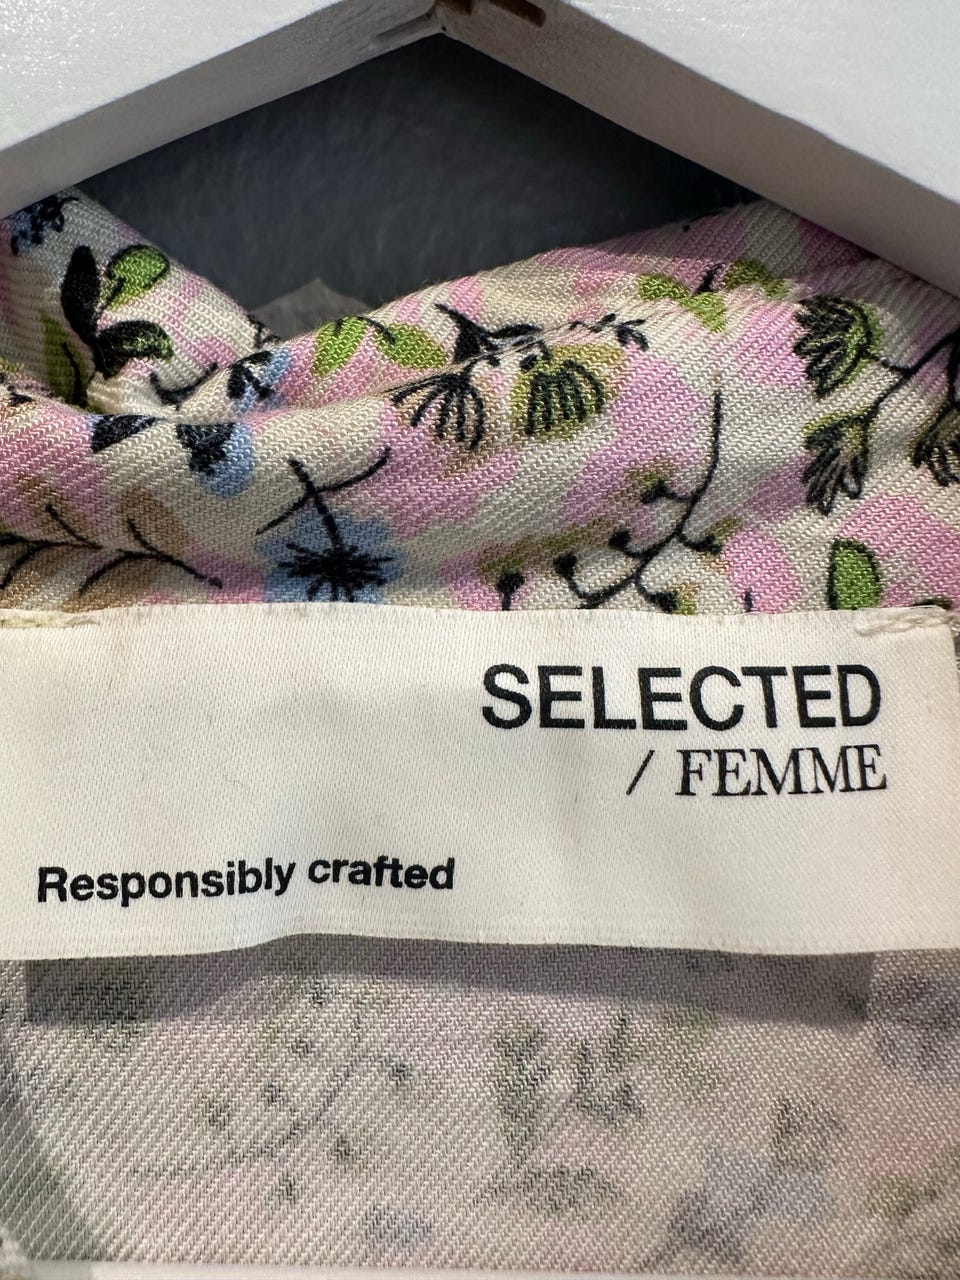 SELECTED
/ FEMME
Responsibly crafted